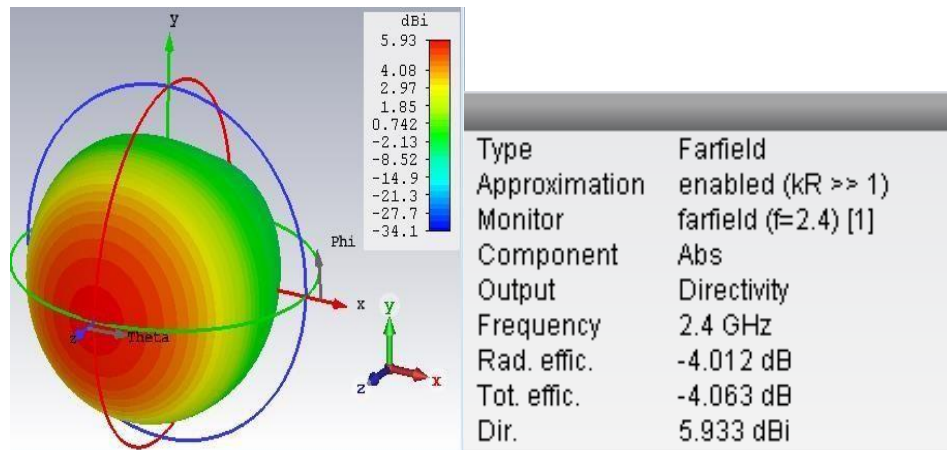 y
dBi
5.93
4.08
2.97
1.85
0.742
-2.13
-8.52
-14.9
-21.3
-27.7
-34.1
Phi
x
y
z
Theta
x
z
Type Farfield
Approximation enabled (kR >> 1)
Monitor farfield (f=2.4) [1]
Component Abs
Output Directivity
Frequency 2.4 GHz
Rad. effic. -4.012 dB
Tot. effic. -4.063 dB
Dir. 5.933 dBi